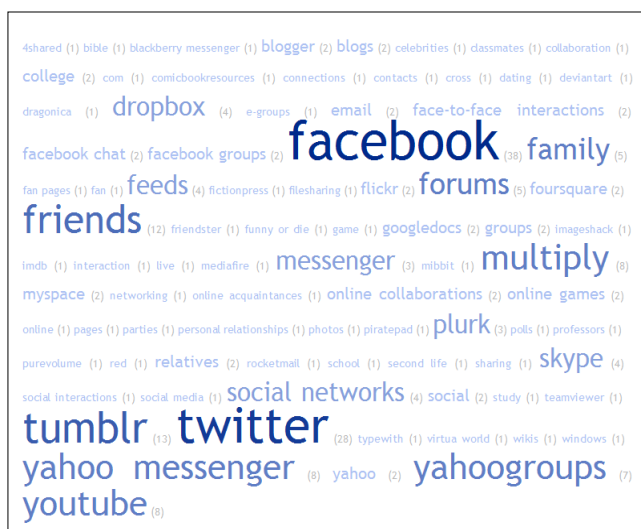 4shared (1) bible (1) blackberry messenger (1) blogger (2) blogs (2) celebrities (1) classmates (1) collaboration (1)
college (2) com (1) comicbookresources (1) connections (1) contacts (1) cross (1) dating (1) deviantart (1)
dragonica (1) dropbox (4) e-groups (1) email (2) face-to-face interactions (2)
facebook chat (2) facebook groups (2) facebook (38) family (5)
fan pages (1) fan (1) feeds (4) fictionpress (1) filesharing (1) flickr (2) forums (5) foursquare (2)
friends (12) friendster (1) funny or die (1) game (1) googledocs (2) groups (2) imageshack (1)
imdb (1) interaction (1) live (1) mediafire (1) messenger (3) mibbit (1) multiply (8)
myspace (2) networking (1) online acquaintances (1) online collaborations (2) online games (2)
online (1) pages (1) parties (1) personal relationships (1) photos (1) piratepad (1) plurk (3) polls (1) professors (1)
purevolume (1) red (1) relatives (2) rocketmail (1) school (1) second life (1) sharing (1) skype (4)
social interactions (1) social media (1) social networks (4) social (2) study (1) teamviewer (1)
tumblr (13) twitter (28) typewith (1) virtua world (1) wikis (1) windows (1)
yahoo messenger (8) yahoo (2) yahoogroups (7)
youtube (8)